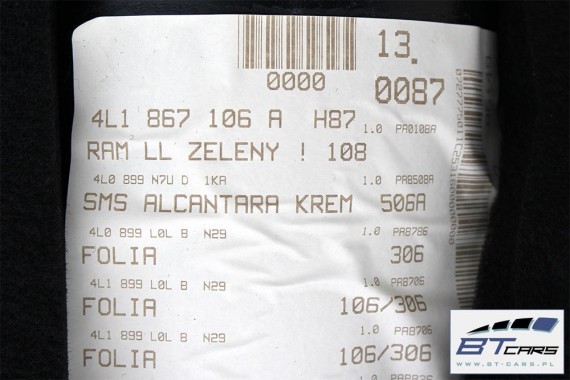 13.
0000
0087
4L1 867 106 A H87 1.0 PA0108A
RAM LL ZELENY ! 108
4L0 899 N7U D 1KA 1.0 PA8508A
SMS ALCANTARA KREM 506A
4L0 899 L0L B N29 1.0 PA8786
FOLIA 306
4L1 899 L0L B N29 1.0 PA8706
FOLIA 106/306
4L1 899 L0L B N29 1.0 PA8706
FOLIA 106/306
BT CARS
WWW.BT-CARS.PL